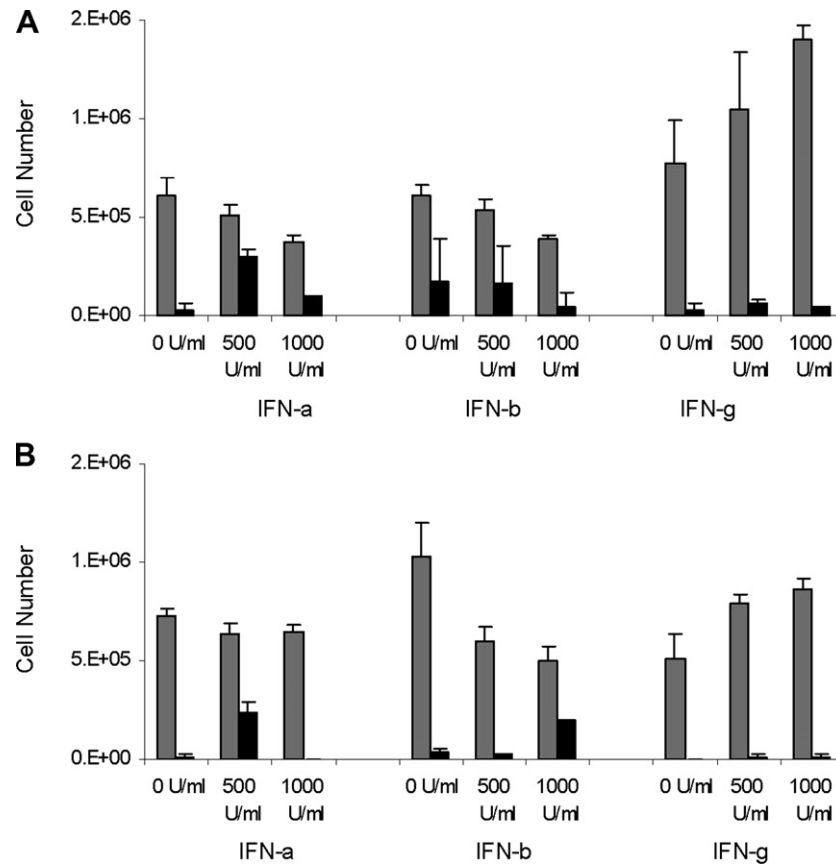 A
2.E+06
1.E+06
5.E+05
0.E+00
Cell Number
0 U/ml 500 U/ml 1000 U/ml 0 U/ml 500 U/ml 1000 U/ml 0 U/ml 500 U/ml 1000 U/ml
IFN-a IFN-b IFN-g
B
2.E+06
1.E+06
5.E+05
0.E+00
Cell Number
0 U/ml 500 U/ml 1000 U/ml 0 U/ml 500 U/ml 1000 U/ml 0 U/ml 500 U/ml 1000 U/ml
IFN-a IFN-b IFN-g